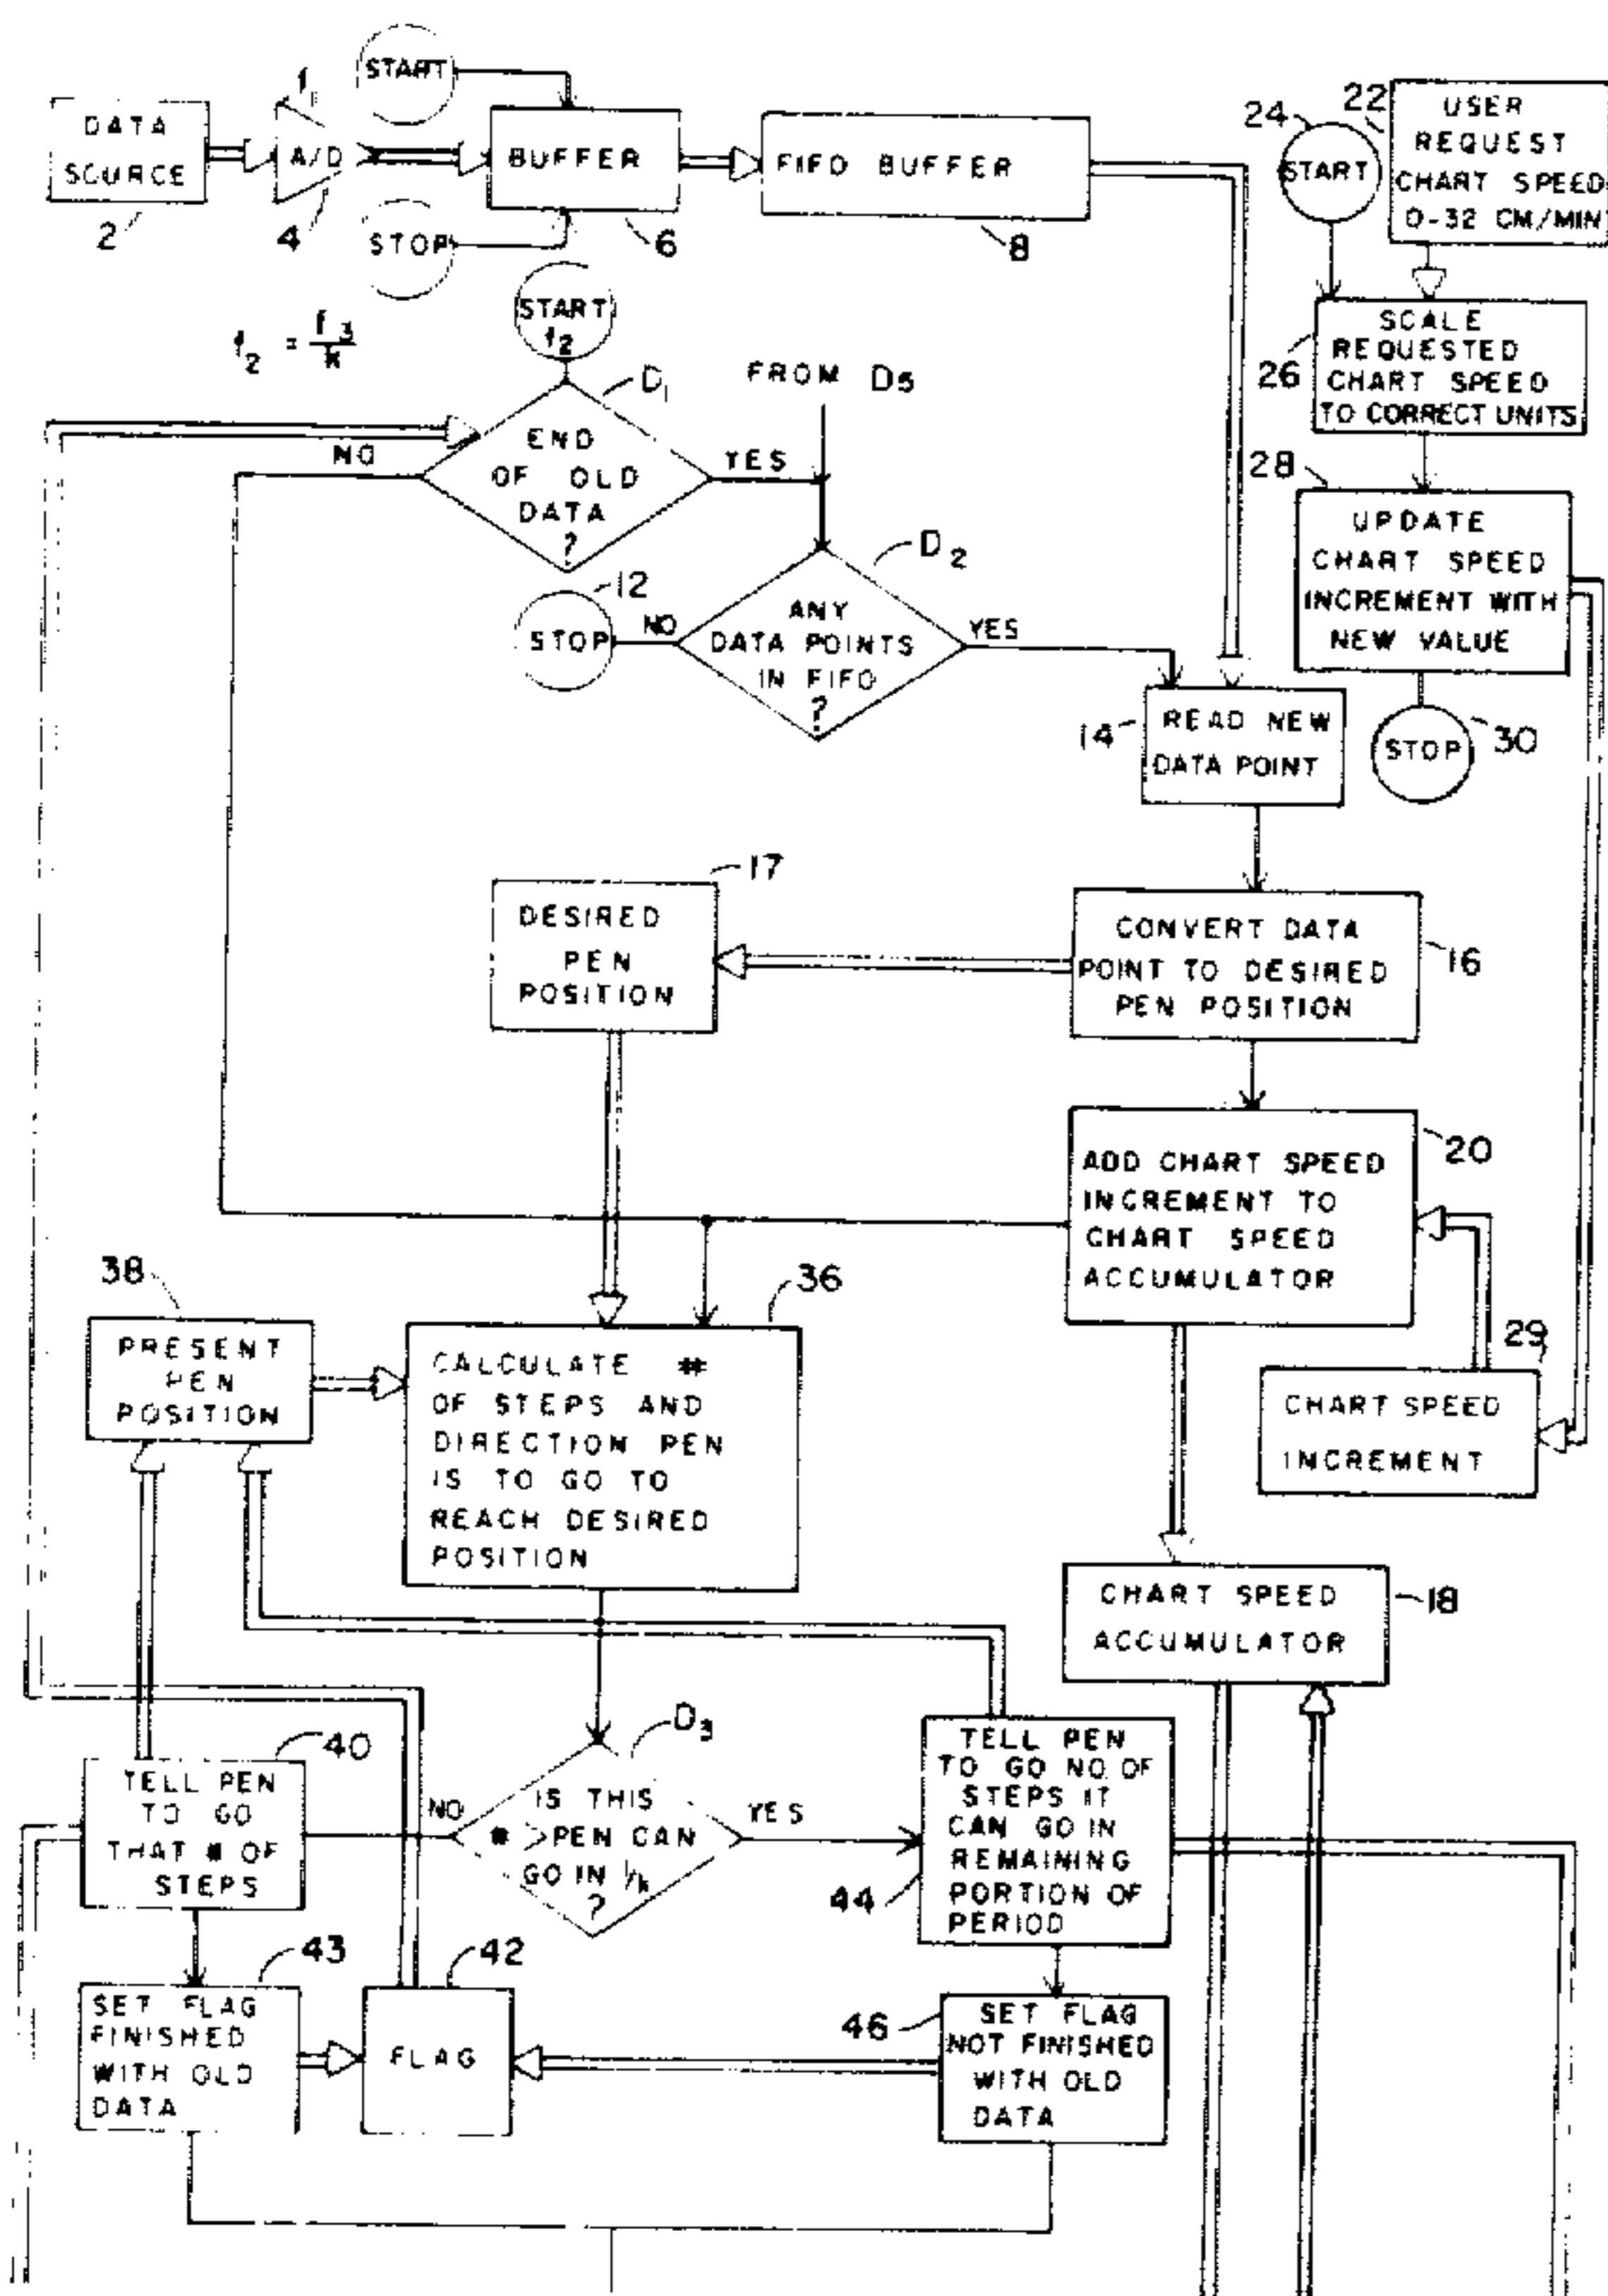 START
f1
DATA
SOURCE
2
A/D
4
STOP
BUFFER
6
FIFO BUFFER
8
24
START
22
USER
REQUEST
CHART SPEED
0-32 CM/MIN
26
SCALE
REQUESTED
CHART SPEED
TO CORRECT UNITS
f2 = f3/K
START
f2
D1
FROM D5
NO
END
OF OLD
DATA
?
YES
28
UPDATE
CHART SPEED
INCREMENT WITH
NEW VALUE
D2
12
STOP
NO
ANY
DATA POINTS
IN FIFO
?
YES
14
READ NEW
DATA POINT
STOP
30
17
DESIRED
PEN
POSITION
CONVERT DATA
POINT TO DESIRED
PEN POSITION
16
ADD CHART SPEED
INCREMENT TO
CHART SPEED
ACCUMULATOR
20
38
PRESENT
PEN
POSITION
36
CALCULATE #
OF STEPS AND
DIRECTION PEN
IS TO GO TO
REACH DESIRED
POSITION
29
CHART SPEED
INCREMENT
CHART SPEED
ACCUMULATOR
18
40
TELL PEN
TO GO
THAT # OF
STEPS
D3
NO
IS THIS
# >PEN CAN
GO IN 1/k
?
YES
TELL PEN
TO GO NO. OF
STEPS IT
CAN GO IN
REMAINING
PORTION OF
PERIOD
44
43
SET FLAG
FINISHED
WITH OLD
DATA
42
FLAG
46
SET FLAG
NOT FINISHED
WITH OLD
DATA